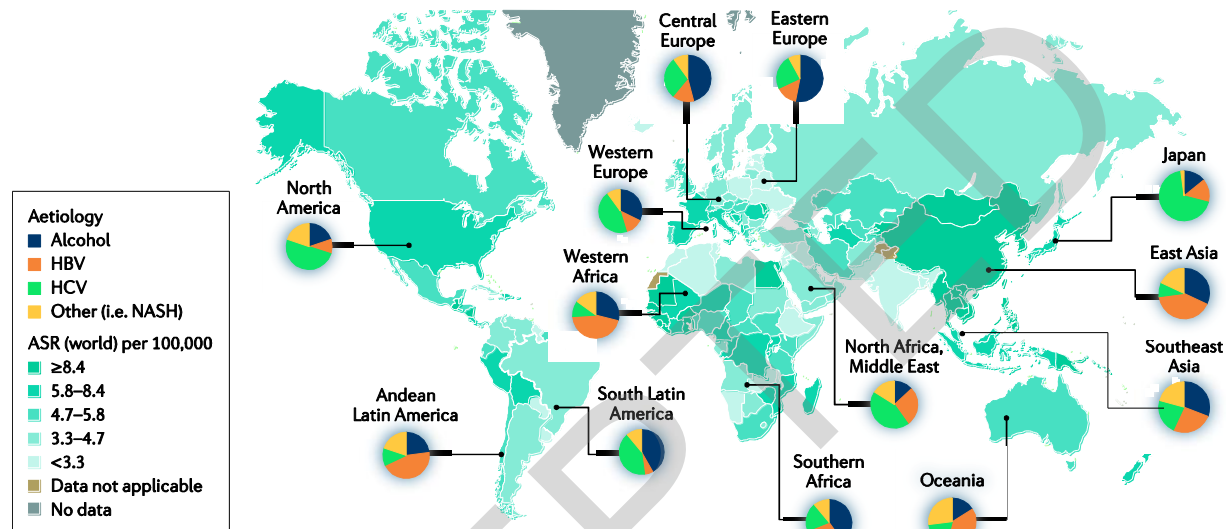 Central
Europe
Eastern
Europe
Western
Europe
Japan
North
America
Aetiology
Alcohol
HBV
HCV
Other (i.e. NASH)
ASR (world) per 100,000
≥8.4
5.8–8.4
4.7–5.8
3.3–4.7
<3.3
Data not applicable
No data
Western
Africa
East Asia
North Africa,
Middle East
Southeast
Asia
Andean
Latin America
South Latin
America
Southern
Africa
Oceania